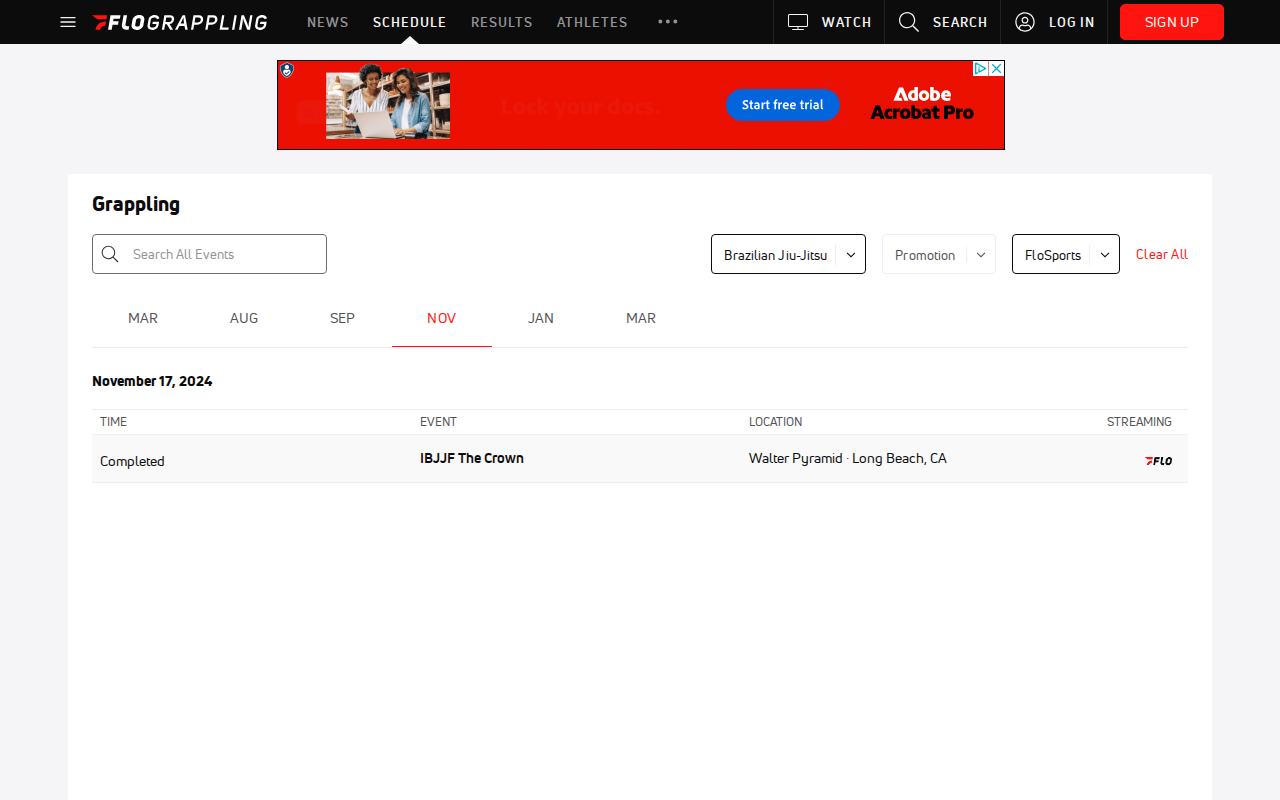 FLOGRAPPLING NEWS SCHEDULE RESULTS ATHLETES ••• WATCH SEARCH LOG IN SIGN UP
Lock your docs.
Start free trial
Adobe
Acrobat Pro
Grappling
Search All Events
Brazilian Jiu-Jitsu
Promotion
FloSports
Clear All
MAR AUG SEP NOV JAN MAR
November 17, 2024
TIME EVENT LOCATION STREAMING
Completed IBJJF The Crown Walter Pyramid · Long Beach, CA FLO